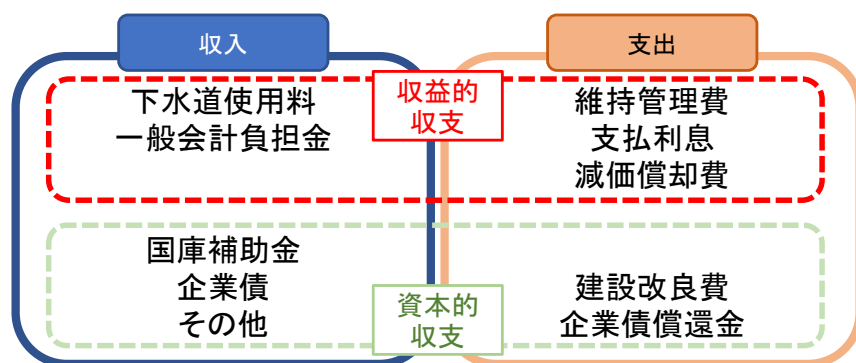 収入
支出
下水道使用料
一般会計負担金
収益的
収支
維持管理費
支払利息
減価償却費
国庫補助金
企業債
その他
資本的
収支
建設改良費
企業債償還金